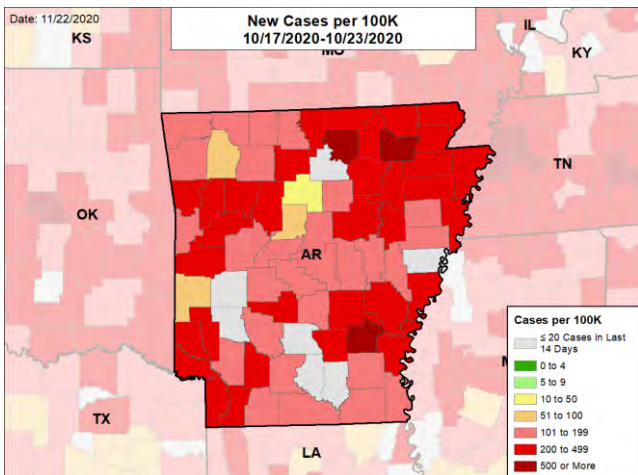 Date: 11/22/2020
New Cases per 100K
10/17/2020-10/23/2020
KS
MO
IL
KY
OK
AR
TN
TX
LA
M
Cases per 100K
≤ 20 Cases in Last
14 Days
0 to 4
5 to 9
10 to 50
51 to 100
101 to 199
200 to 499
500 or More